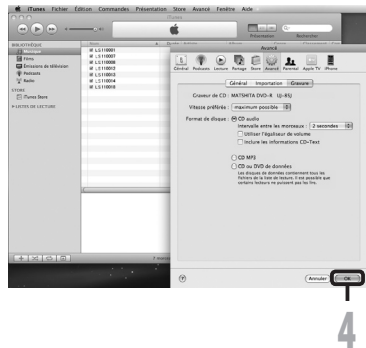 iTunes Fichier Édition Commandes Présentation Store Avancé Fenêtre Aide
iTunes
Présentation Rechercher
BIBLIOTHÈQUE
Musique
Films
Émissions de télévision
Podcasts
Radio
STORE
iTunes Store
LISTES DE LECTURE
Nom
LS110001
LS110007
LS110008
LS110012
LS110013
LS110014
LS110018
Avancé
Général Podcasts Lecture Partage Store Avancé Parental Apple TV iPhone
Général Importation Gravure
Graveur de CD : MATSHITA DVD-R UJ-85J
Vitesse préférée : maximum possible
Format de disque : CD audio
Intervalle entre les morceaux : 2 secondes
Utiliser l'égaliseur de volume
Inclure les informations CD-Text
CD MP3
CD ou DVD de données
Les disques de données contiennent tous les
fichiers de la liste de lecture. Il est possible que
certains lecteurs ne puissent pas les lire.
Annuler OK
4